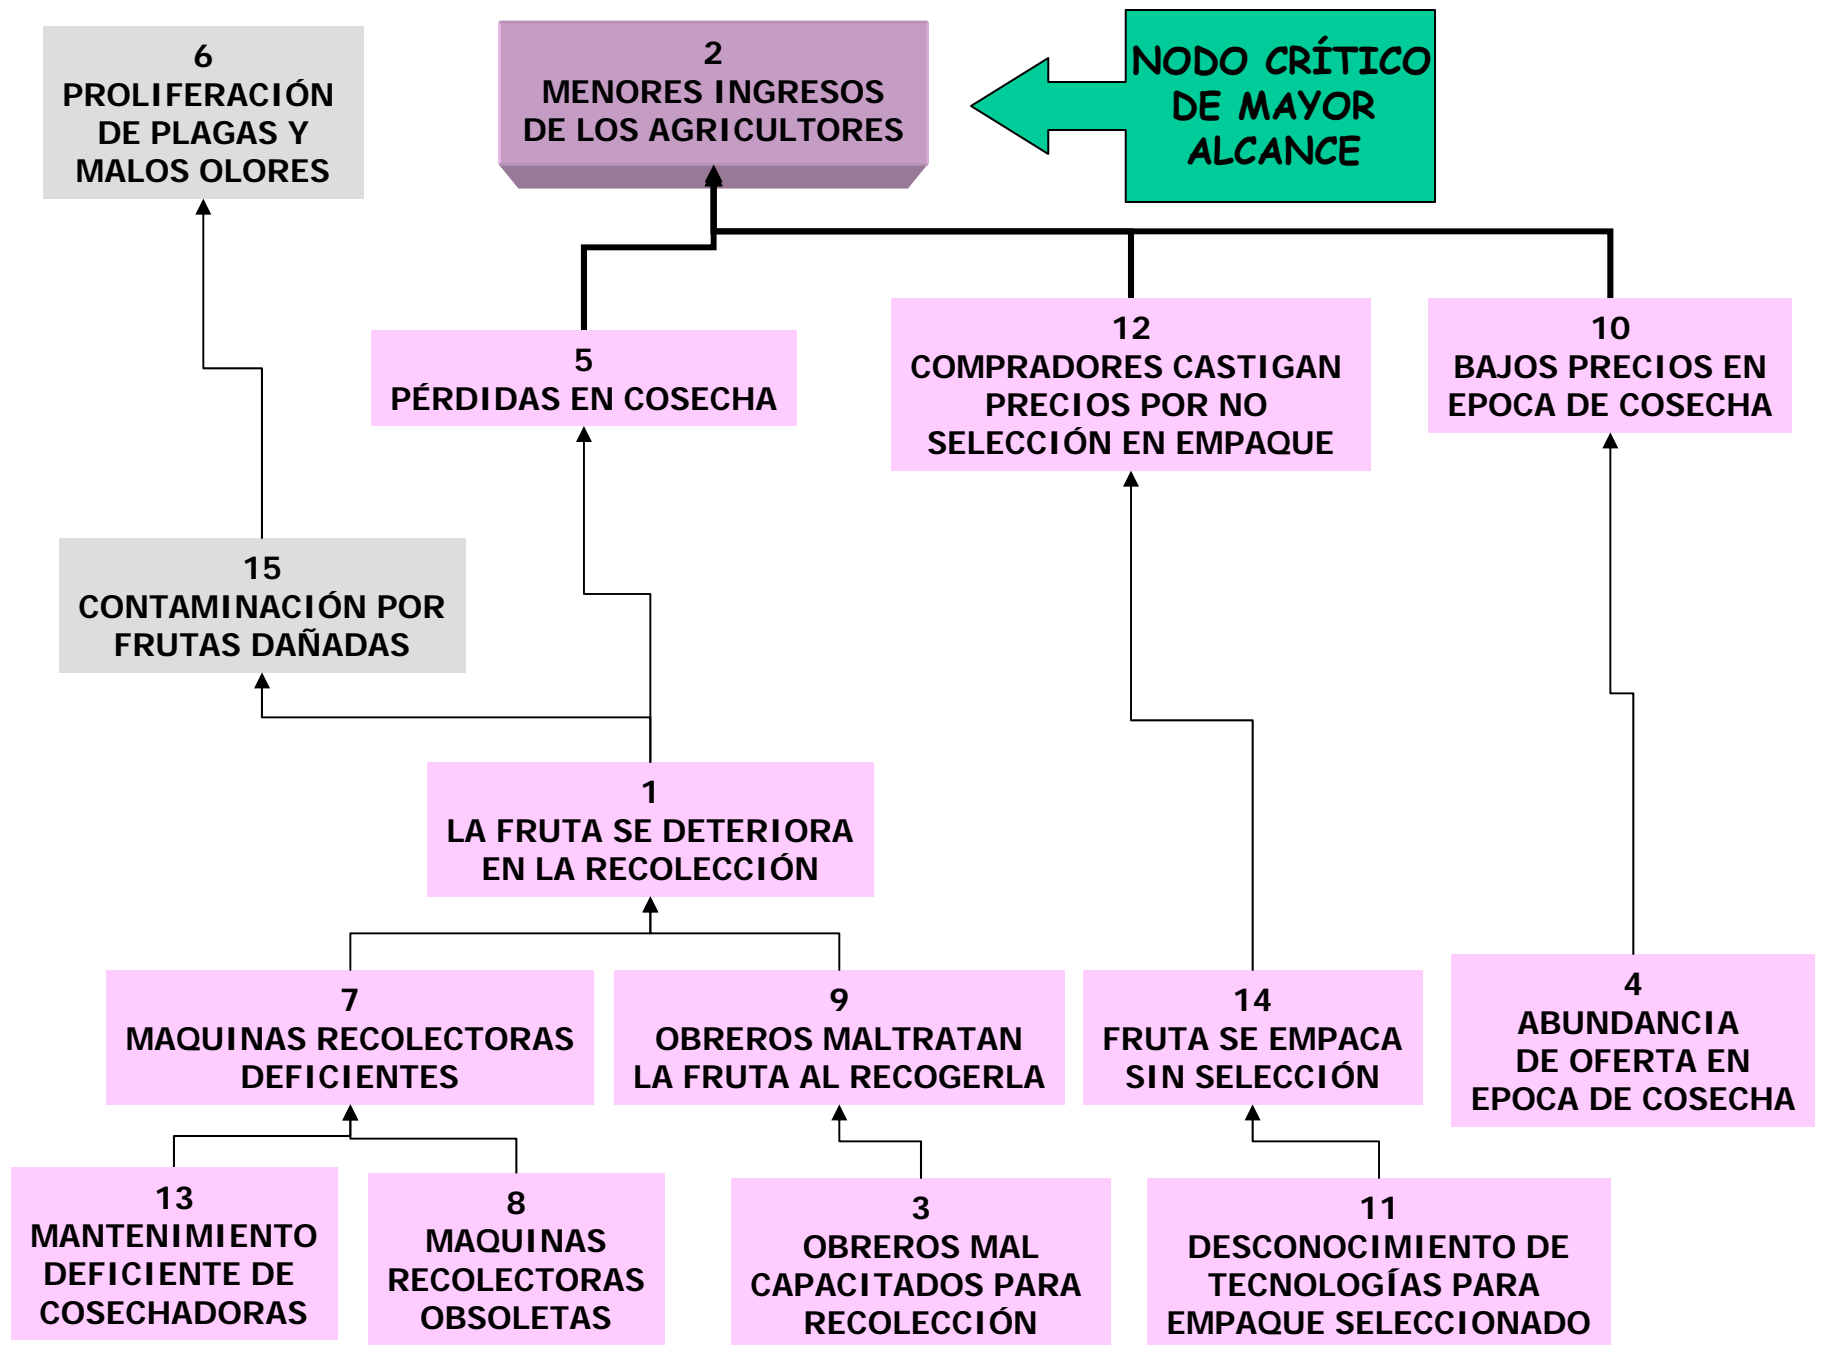 6
PROLIFERACIÓN
DE PLAGAS Y
MALOS OLORES
2
MENORES INGRESOS
DE LOS AGRICULTORES
NODO CRÍTICO
DE MAYOR
ALCANCE
5
PÉRDIDAS EN COSECHA
12
COMPRADORES CASTIGAN
PRECIOS POR NO
SELECCIÓN EN EMPAQUE
10
BAJOS PRECIOS EN
EPOCA DE COSECHA
15
CONTAMINACIÓN POR
FRUTAS DAÑADAS
1
LA FRUTA SE DETERIORA
EN LA RECOLECCIÓN
7
MAQUINAS RECOLECTORAS
DEFICIENTES
9
OBREROS MALTRATAN
LA FRUTA AL RECOGERLA
14
FRUTA SE EMPACA
SIN SELECCIÓN
4
ABUNDANCIA
DE OFERTA EN
EPOCA DE COSECHA
13
MANTENIMIENTO
DEFICIENTE DE
COSECHADORAS
8
MAQUINAS
RECOLECTORAS
OBSOLETAS
3
OBREROS MAL
CAPACITADOS PARA
RECOLECCIÓN
11
DESCONOCIMIENTO DE
TECNOLOGÍAS PARA
EMPAQUE SELECCIONADO